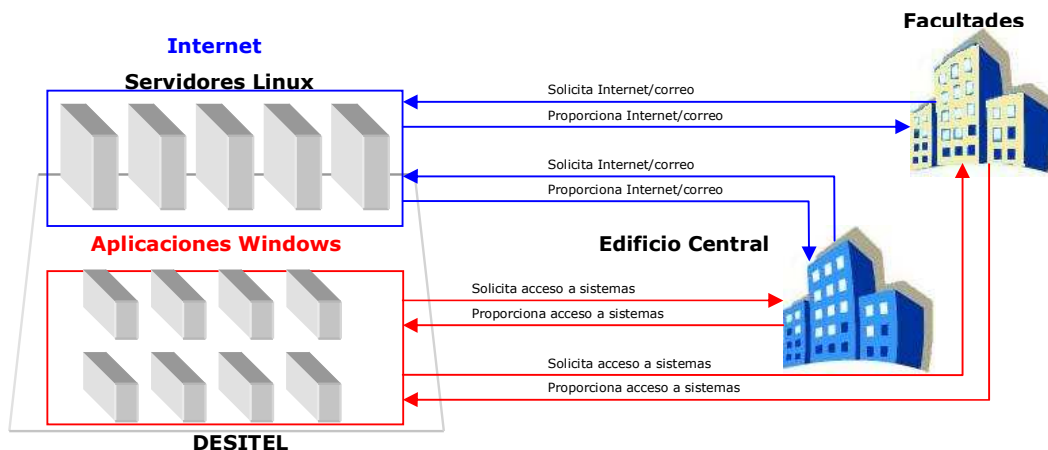 Facultades
Internet
Servidores Linux
Solicita Internet/correo
Proporciona Internet/correo
Solicita Internet/correo
Proporciona Internet/correo
Aplicaciones Windows
Edificio Central
Solicita acceso a sistemas
Proporciona acceso a sistemas
Solicita acceso a sistemas
Proporciona acceso a sistemas
DESITEL